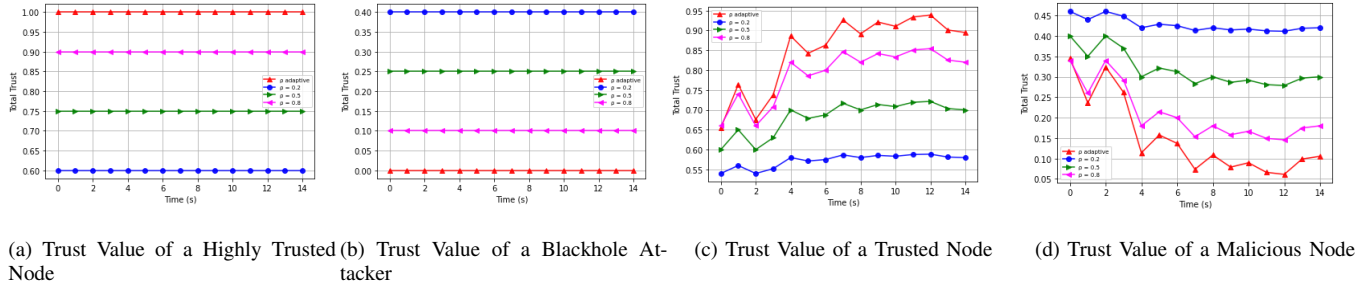 1.00
0.95
0.90
0.85
0.80
0.75
0.70
0.65
0.60
Total Trust
0 2 4 6 8 10 12 14
Time (s)
ρ adaptive
ρ = 0.2
ρ = 0.5
ρ = 0.8
(a) Trust Value of a Highly Trusted
Node
0.40
0.35
0.30
0.25
0.20
0.15
0.10
0.05
0.00
Total Trust
0 2 4 6 8 10 12 14
Time (s)
ρ adaptive
ρ = 0.2
ρ = 0.5
ρ = 0.8
(b) Trust Value of a Blackhole At-
tacker
0.95
0.90
0.85
0.80
0.75
0.70
0.65
0.60
0.55
Total Trust
0 2 4 6 8 10 12 14
Time (s)
ρ adaptive
ρ = 0.2
ρ = 0.5
ρ = 0.8
(c) Trust Value of a Trusted Node
0.45
0.40
0.35
0.30
0.25
0.20
0.15
0.10
0.05
Total Trust
0 2 4 6 8 10 12 14
Time (s)
ρ adaptive
ρ = 0.2
ρ = 0.5
ρ = 0.8
(d) Trust Value of a Malicious Node